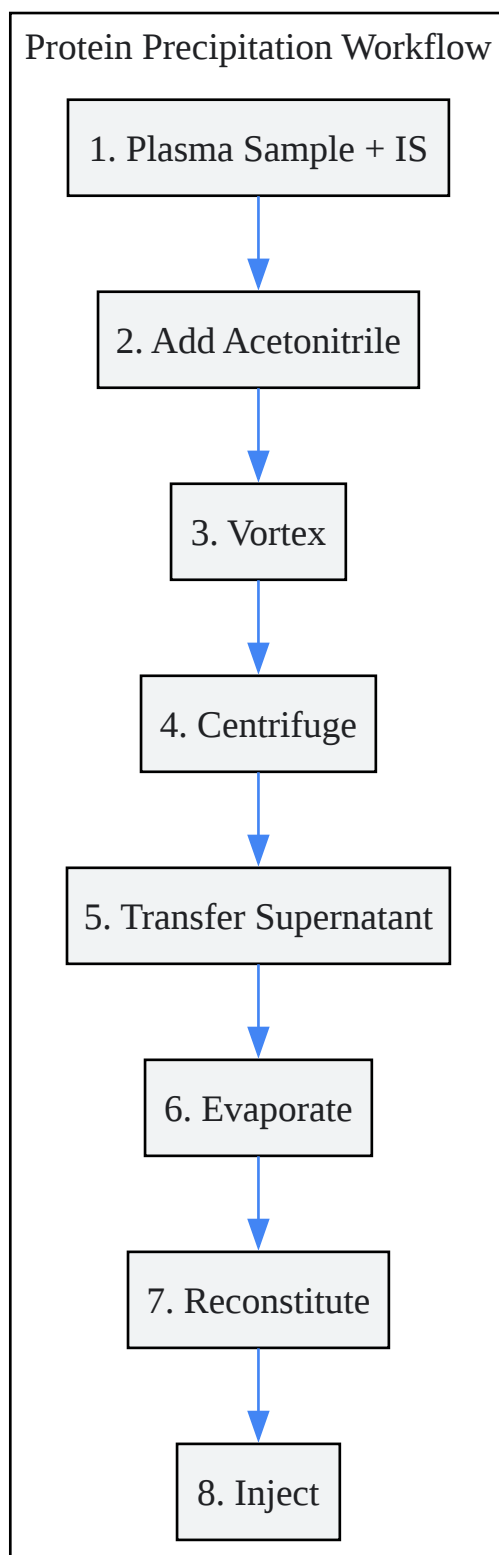 Protein Precipitation Workflow
1. Plasma Sample + IS
2. Add Acetonitrile
3. Vortex
4. Centrifuge
5. Transfer Supernatant
6. Evaporate
7. Reconstitute
8. Inject